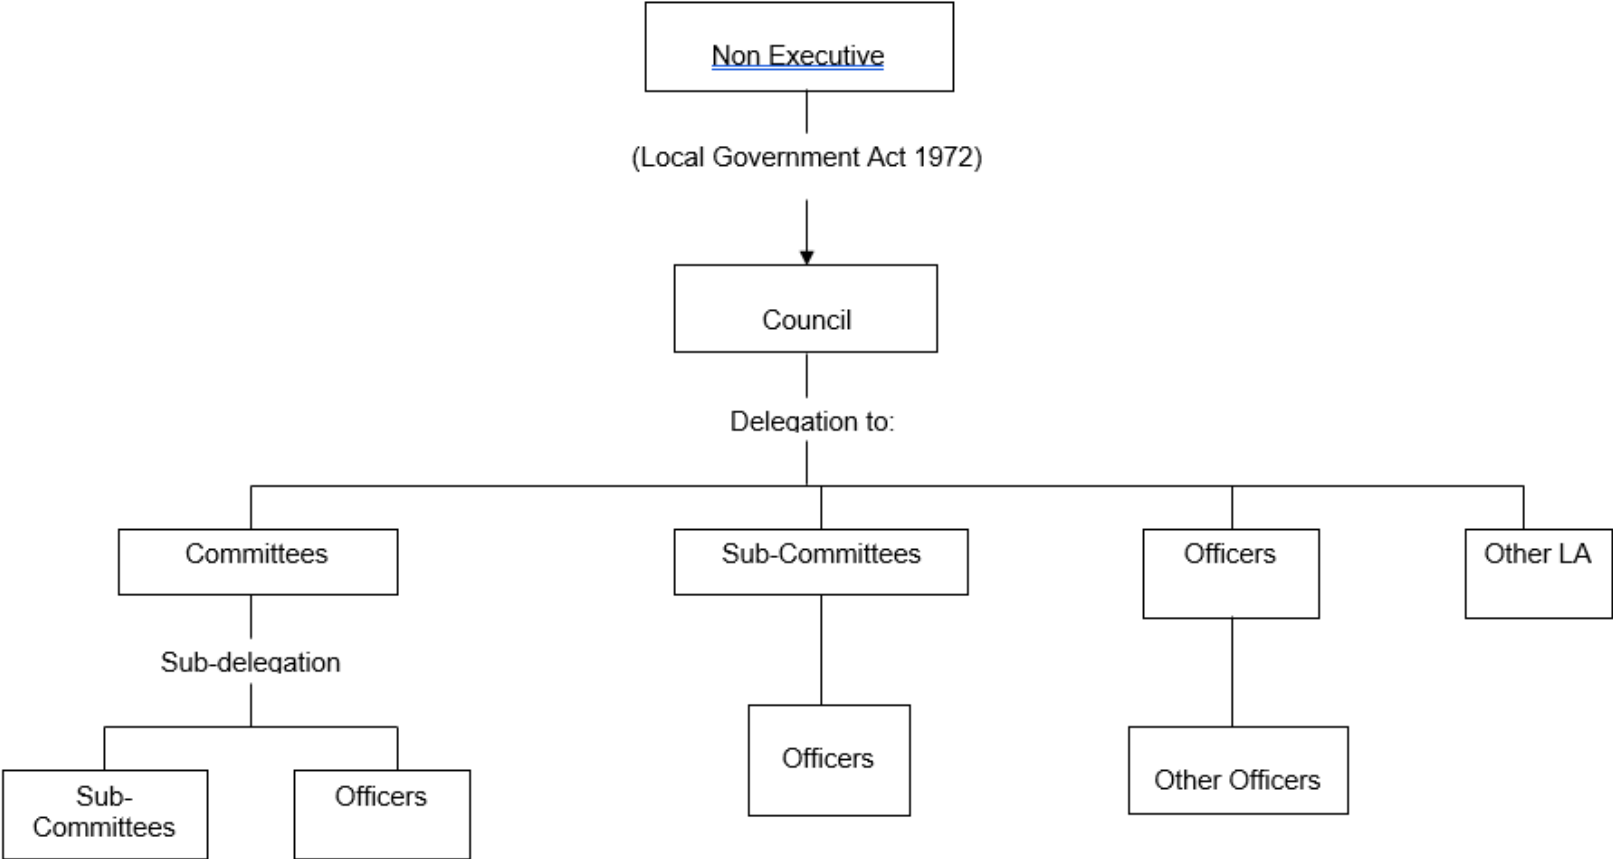 Non Executive
(Local Government Act 1972)
Council
Delegation to:
Committees
Sub-Committees
Officers
Other LA
Sub-delegation
Officers
Other Officers
Sub-
Committees
Officers